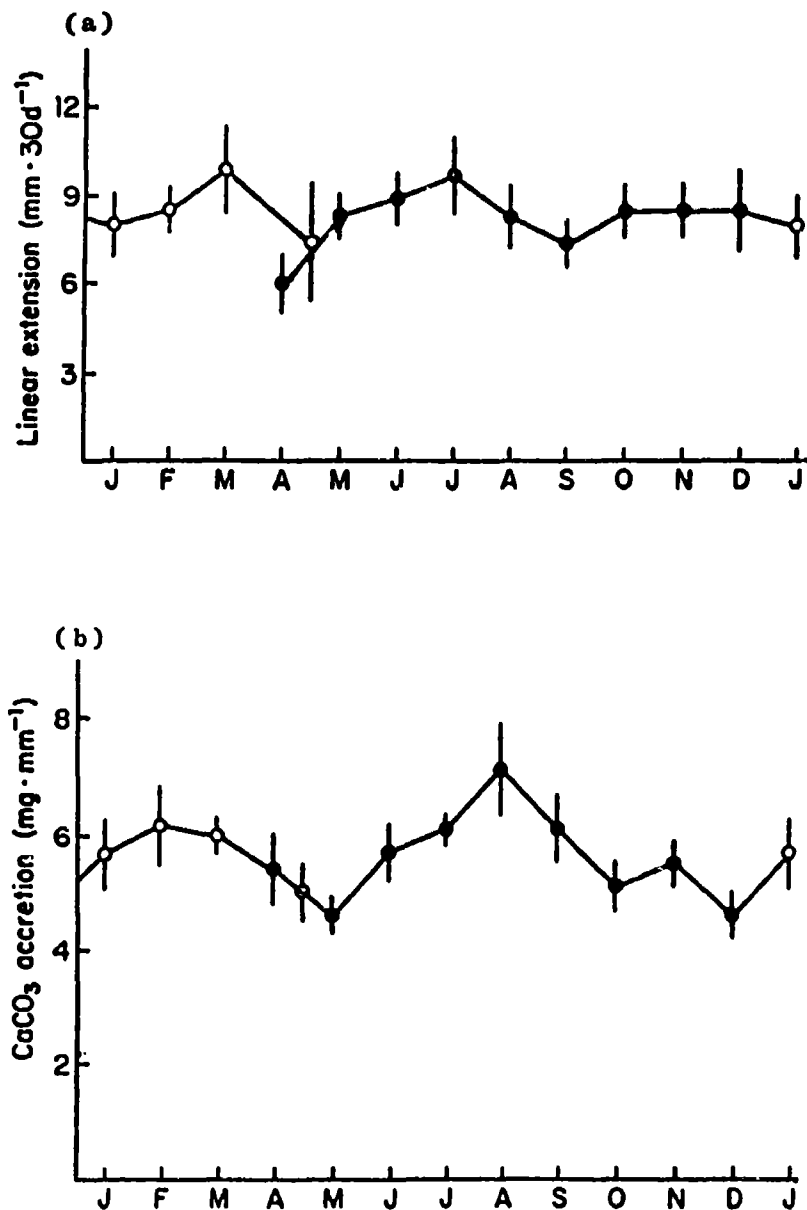 (a)
Linear extension (mm·30d⁻¹)
12
9
6
3
J F M A M J J A S O N D J
(b)
CaCO₃ accretion (mg·mm⁻¹)
8
6
4
2
J F M A M J J A S O N D J